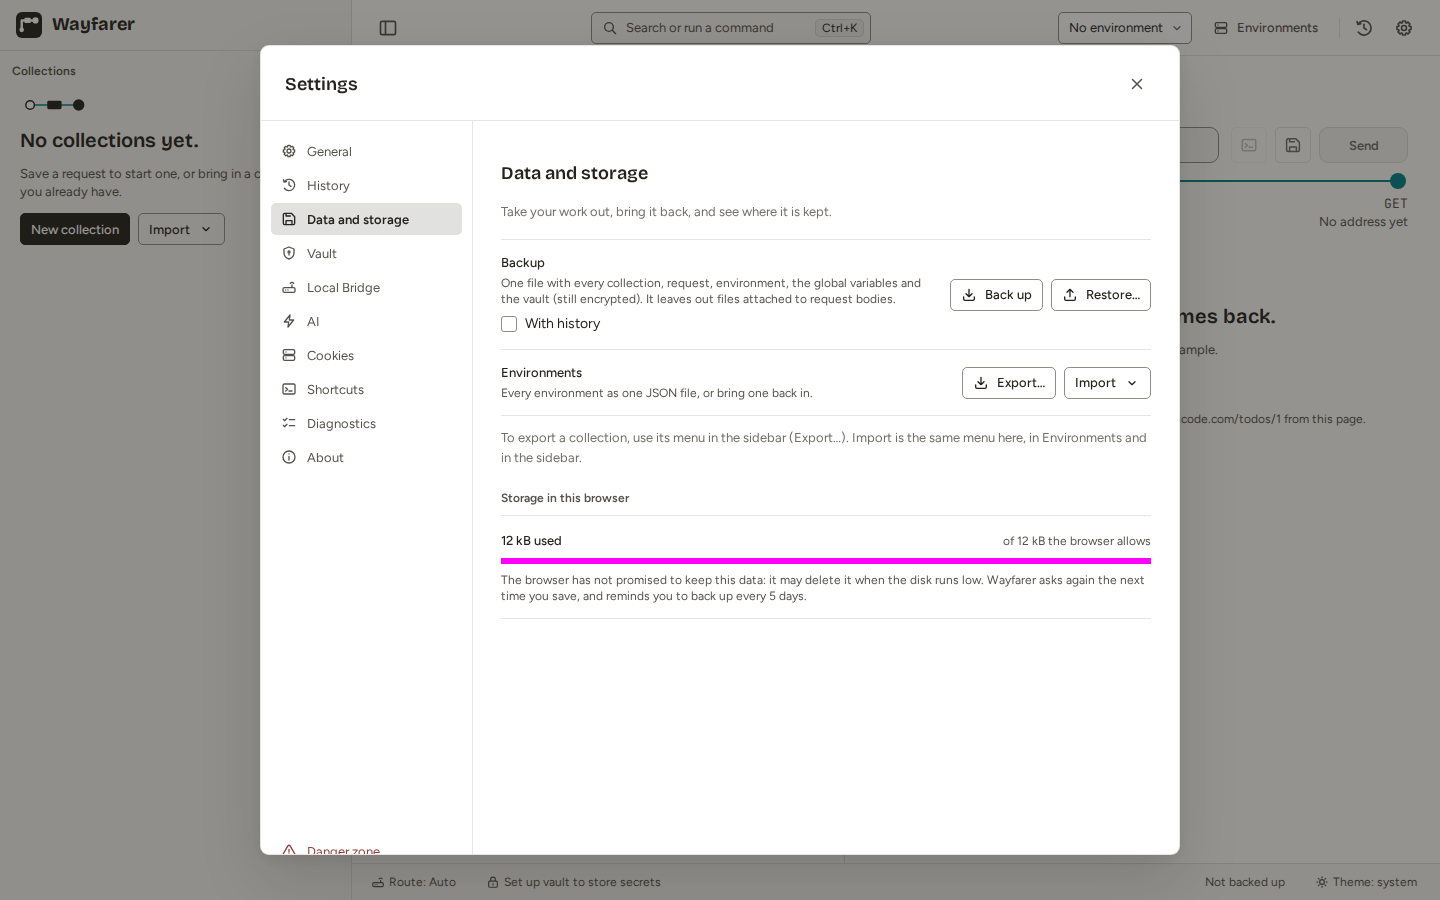 Wayfarer
Search or run a command
Ctrl+K
No environment
Environments
Collections
No collections yet.
Save a request to start one, or bring in a c
you already have.
New collection
Import
Settings
General
History
Data and storage
Vault
Local Bridge
AI
Cookies
Shortcuts
Diagnostics
About
Danger zone
Data and storage
Take your work out, bring it back, and see where it is kept.
Backup
One file with every collection, request, environment, the global variables and
the vault (still encrypted). It leaves out files attached to request bodies.
With history
Back up
Restore...
Environments
Every environment as one JSON file, or bring one back in.
Export...
Import
To export a collection, use its menu in the sidebar (Export...). Import is the same menu here, in Environments and
in the sidebar.
Storage in this browser
12 kB used
of 12 kB the browser allows
The browser has not promised to keep this data: it may delete it when the disk runs low. Wayfarer asks again the next
time you save, and reminds you to back up every 5 days.
Send
GET
No address yet
mes back.
ample.
code.com/todos/1 from this page.
Route: Auto
Set up vault to store secrets
Not backed up
Theme: system